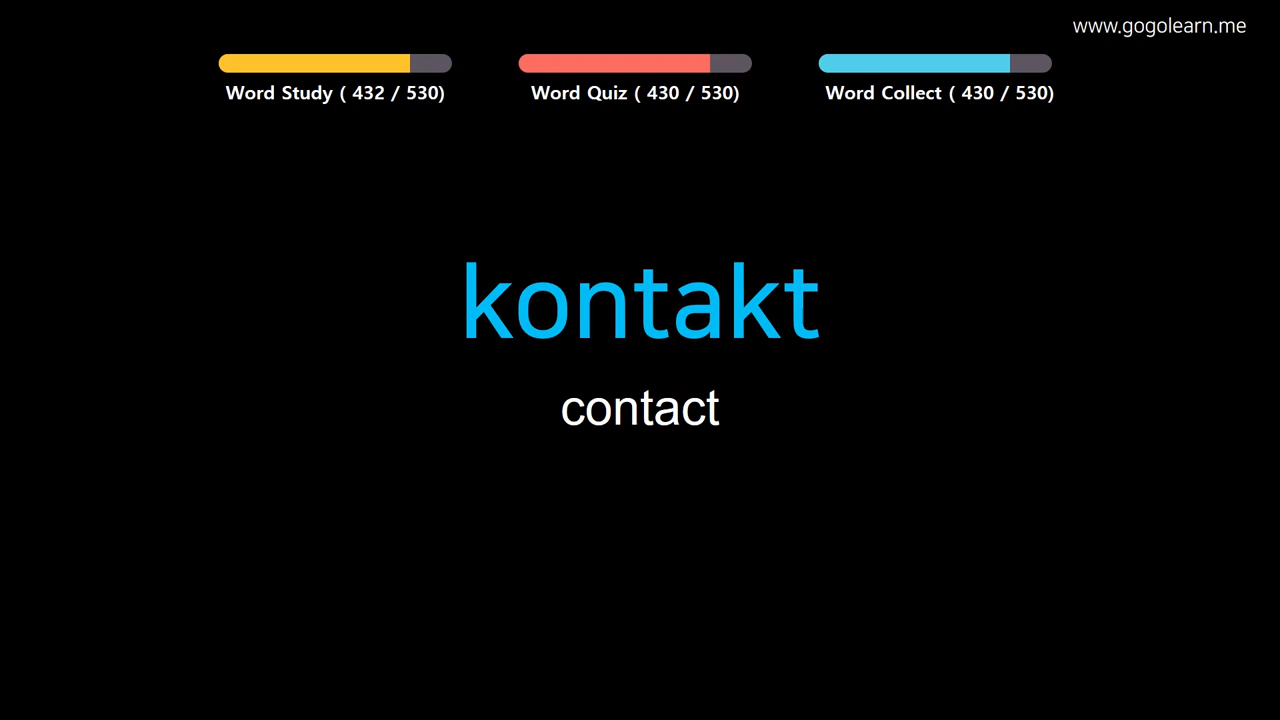 www.gogolearn.me
Word Study ( 432 / 530)
Word Quiz ( 430 / 530)
Word Collect ( 430 / 530)
kontakt
contact